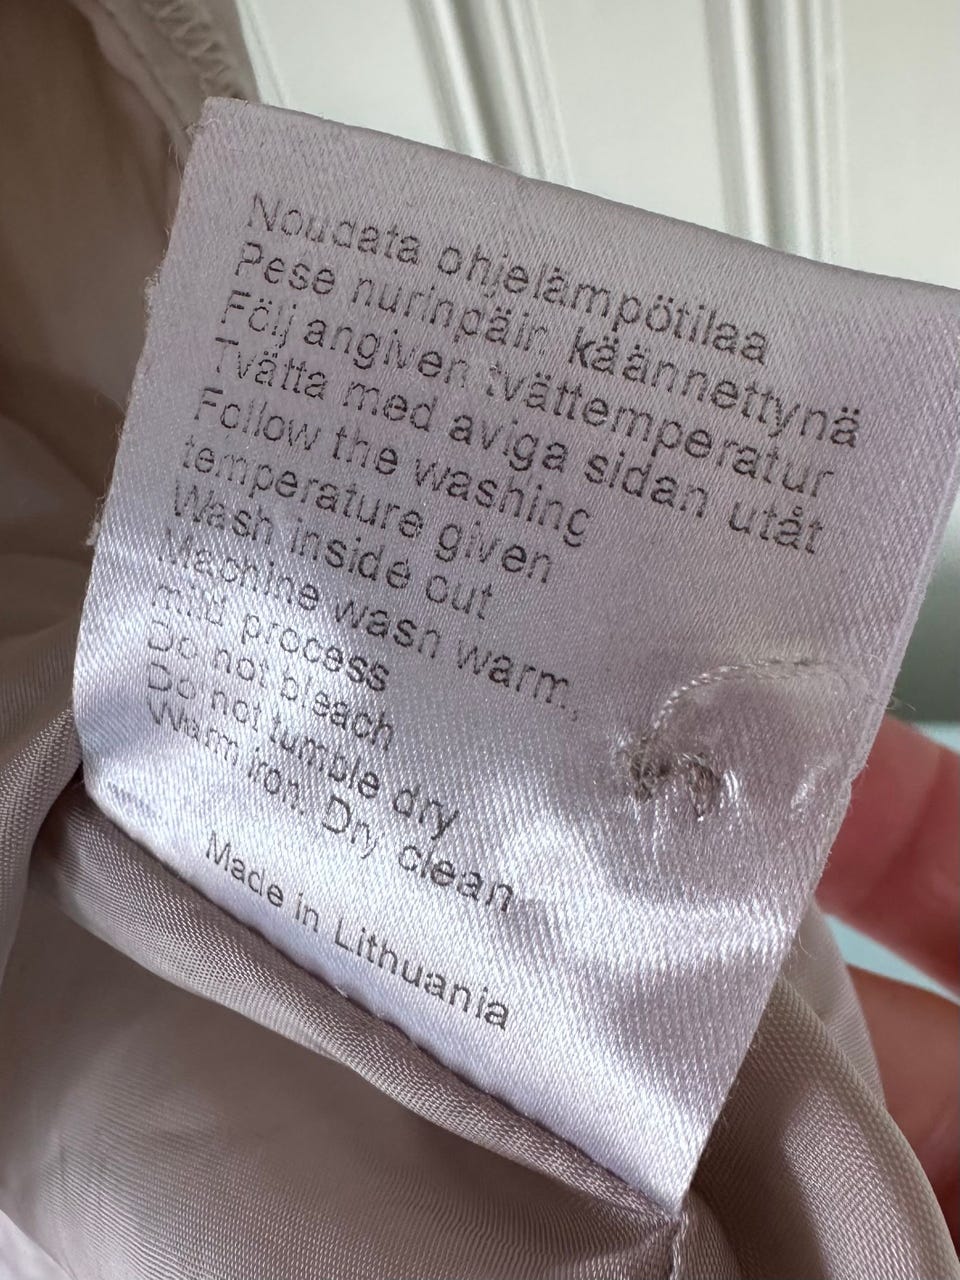 Noudata ohjelämpötilaa
Pese nurinpäin käännettynä
Följ angiven tvättemperatur
Tvätta med aviga sidan utåt
Follow the washing
temperature given
Wash inside out
Machine wash warm,
mild process
Do not bleach
Do not tumble dry
Warm iron. Dry clean
Made in Lithuania